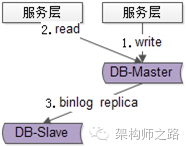 服务层
服务层
2. read
1. write
DB-Master
3. binlog replica
DB-Slave
架构师之路